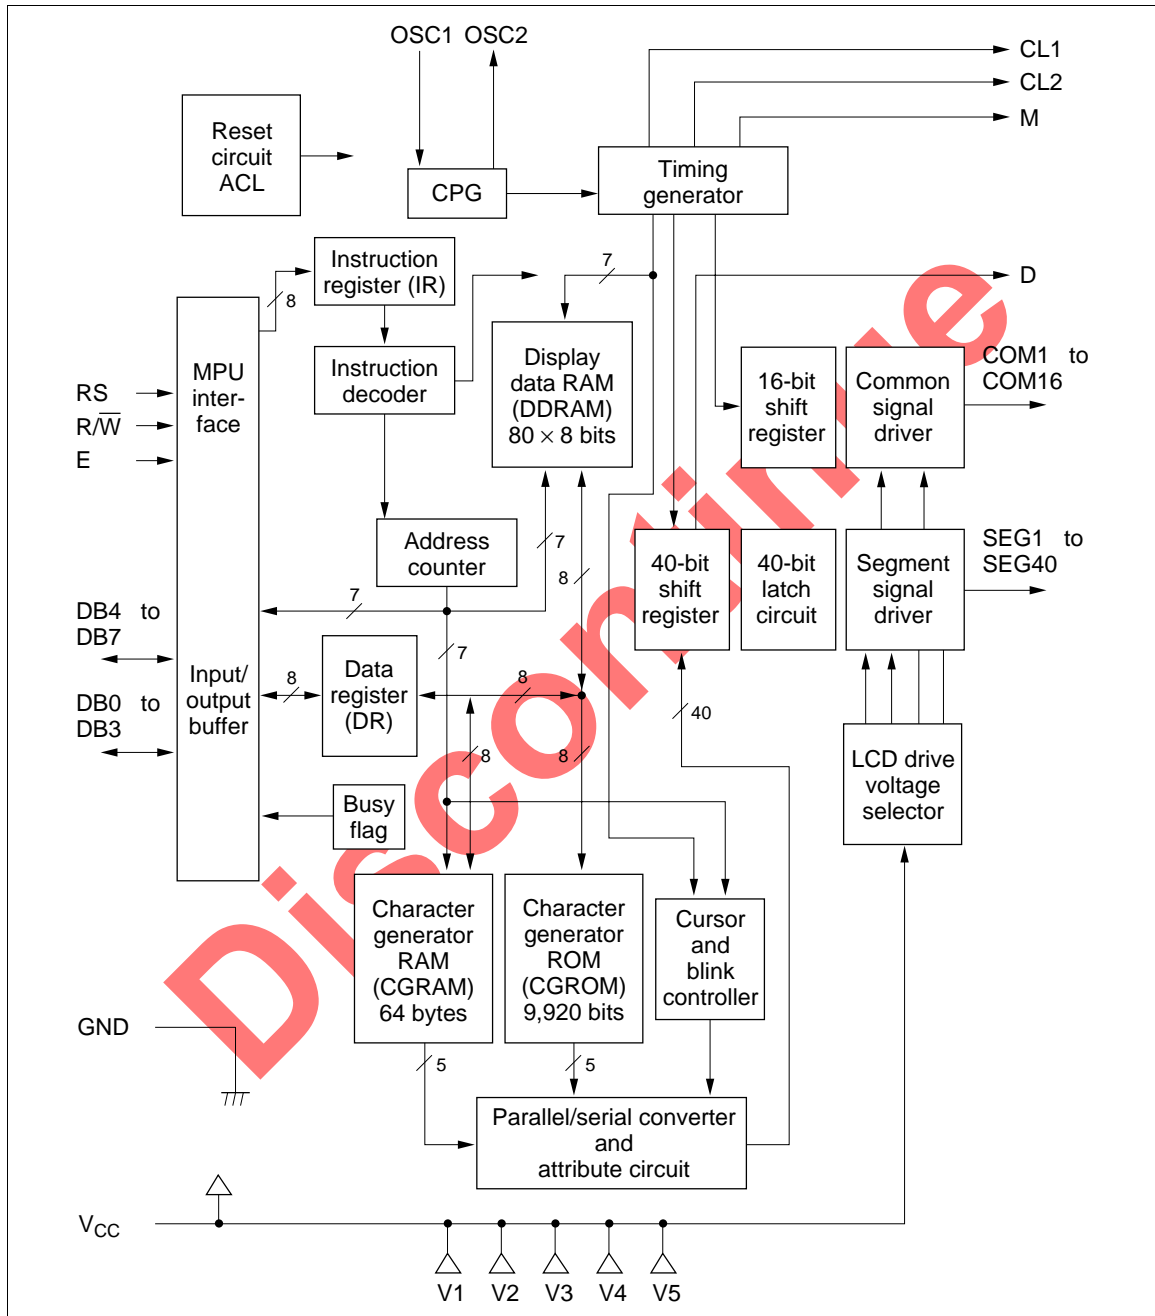 OSC1 OSC2
CL1
CL2
M
Reset
circuit
ACL
CPG
Timing
generator
Instruction
register (IR)
8
7
D
Instruction
decoder
Display
data RAM
(DDRAM)
80 × 8 bits
16-bit
shift
register
Common
signal
driver
COM1 to
COM16
MPU
inter-
face
RS
R/W̅
E
Address
counter
7
8
40-bit
shift
register
40-bit
latch
circuit
Segment
signal
driver
SEG1 to
SEG40
7
7
DB4 to
DB7
Input/
output
buffer
8
Data
register
(DR)
8
8
8
40
DB0 to
DB3
LCD drive
voltage
selector
Busy
flag
Character
generator
RAM
(CGRAM)
64 bytes
Character
generator
ROM
(CGROM)
9,920 bits
Cursor
and
blink
controller
GND
5
5
Parallel/serial converter
and
attribute circuit
VCC
V1 V2 V3 V4 V5
Discontinue